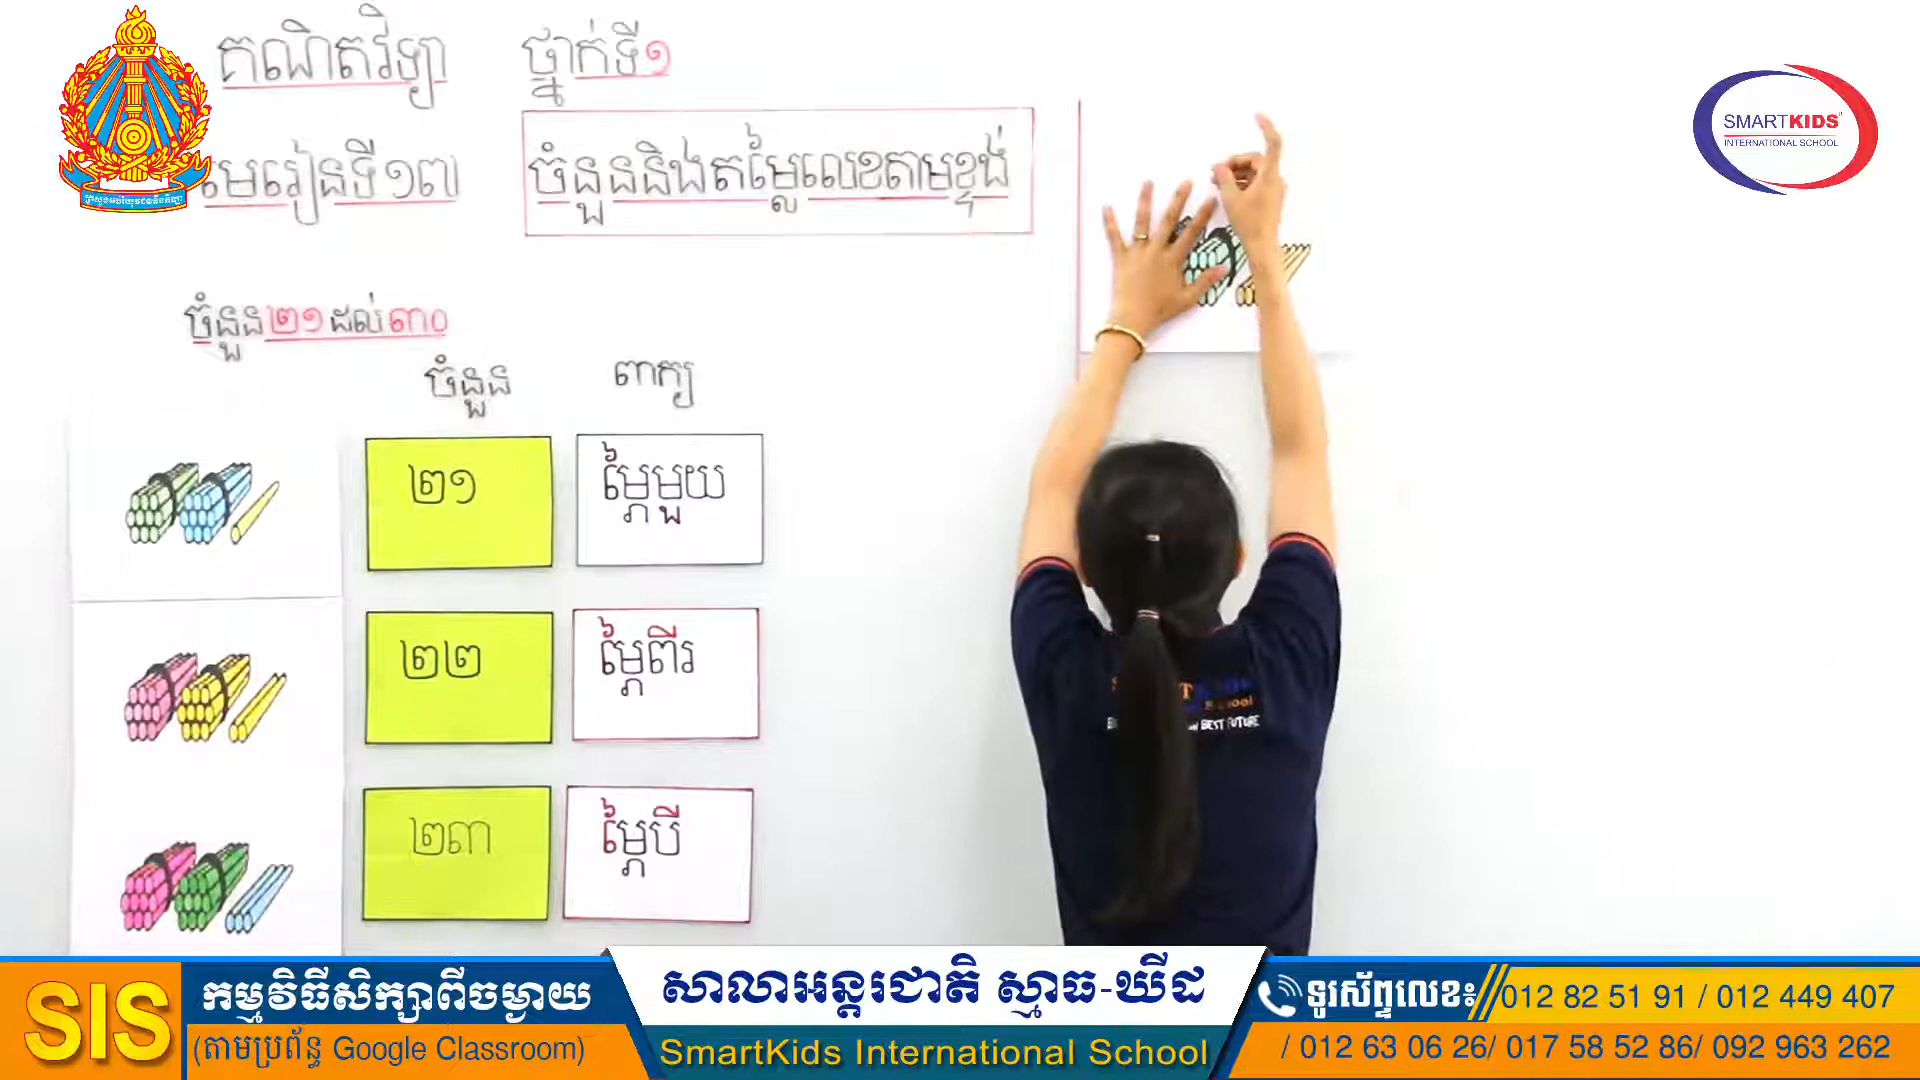 គណិតវិទ្យា
ថ្នាក់ទី១
មេរៀនទី១៧
ចំនួននិងតម្លៃលេខតាមខ្ទង់
SMARTKIDS
INTERNATIONAL SCHOOL
ចំនួន២១ដល់៣០
ចំនួន
ពាក្យ
២១
ម្ភៃមួយ
២២
ម្ភៃពីរ
២៣
ម្ភៃបី
BEST FUTURE
SIS
កម្មវិធីសិក្សាពីចម្ងាយ
(តាមប្រព័ន្ធ Google Classroom)
សាលាអន្តរជាតិ ស្មាធ-ឃីដ
SmartKids International School
ទូរស័ព្ទលេខ៖ 012 82 51 91 / 012 449 407
/ 012 63 06 26/ 017 58 52 86/ 092 963 262